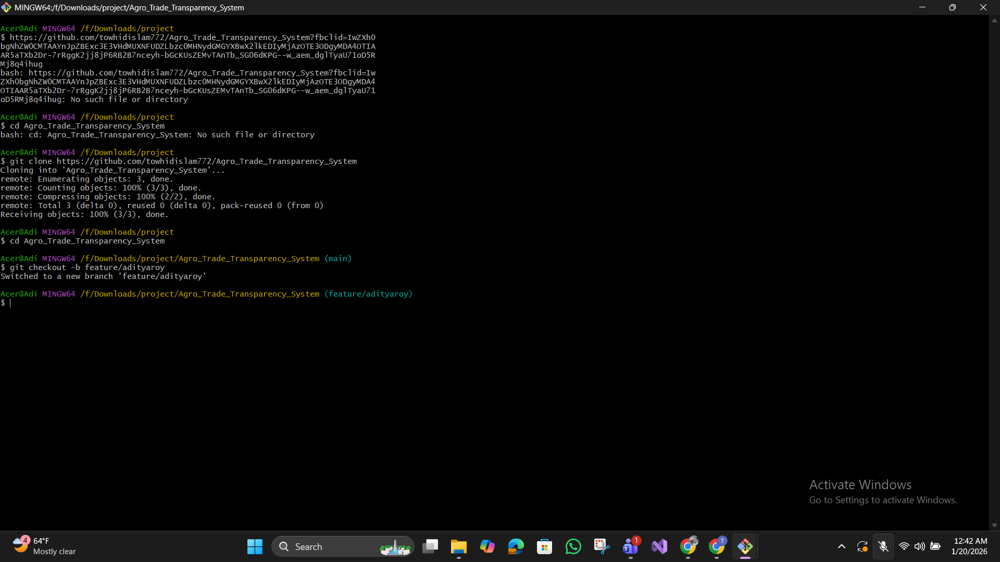 MINGW64:/f/Downloads/project/Agro_Trade_Transparency_System
Acer@Adi MINGW64 /f/Downloads/project
$ https://github.com/towhidislam772/Agro_Trade_Transparency_System?fbclid=IwZXh0
bgNhZW0CMTAAYnJpZBExc3E3VHdMUXNFUDZLbzc0MHNydGMGYXBwX2lkEDIyMjAzOTE3ODgyMDA4OTIA
AR5aTXb2Dr-7rRggK2jj8jP6RB2B7nceyh-bGcKUsZEMvTAnTb_SG06dKPG--w_aem_dglTyaU71oD5R
Mj8q4ihug
bash: https://github.com/towhidislam772/Agro_Trade_Transparency_System?fbclid=Iw
ZXh0bgNhZW0CMTAAYnJpZBExc3E3VHdMUXNFUDZLbzc0MHNydGMGYXBwX2lkEDIyMjAzOTE3ODgyMDA4
OTIAAR5aTXb2Dr-7rRggK2jj8jP6RB2B7nceyh-bGcKUsZEMvTAnTb_SG06dKPG--w_aem_dglTyaU71
oD5RMj8q4ihug: No such file or directory
Acer@Adi MINGW64 /f/Downloads/project
$ cd Agro_Trade_Transparency_System
bash: cd: Agro_Trade_Transparency_System: No such file or directory
Acer@Adi MINGW64 /f/Downloads/project
$ git clone https://github.com/towhidislam772/Agro_Trade_Transparency_System
Cloning into 'Agro_Trade_Transparency_System'...
remote: Enumerating objects: 3, done.
remote: Counting objects: 100% (3/3), done.
remote: Compressing objects: 100% (2/2), done.
remote: Total 3 (delta 0), reused 0 (delta 0), pack-reused 0 (from 0)
Receiving objects: 100% (3/3), done.
Acer@Adi MINGW64 /f/Downloads/project
$ cd Agro_Trade_Transparency_System
Acer@Adi MINGW64 /f/Downloads/project/Agro_Trade_Transparency_System (main)
$ git checkout -b feature/adityaroy
Switched to a new branch 'feature/adityaroy'
Acer@Adi MINGW64 /f/Downloads/project/Agro_Trade_Transparency_System (feature/adityaroy)
$
Activate Windows
Go to Settings to activate Windows.
4
64°F
Mostly clear
Search
1
T
12:42 AM
1/20/2026